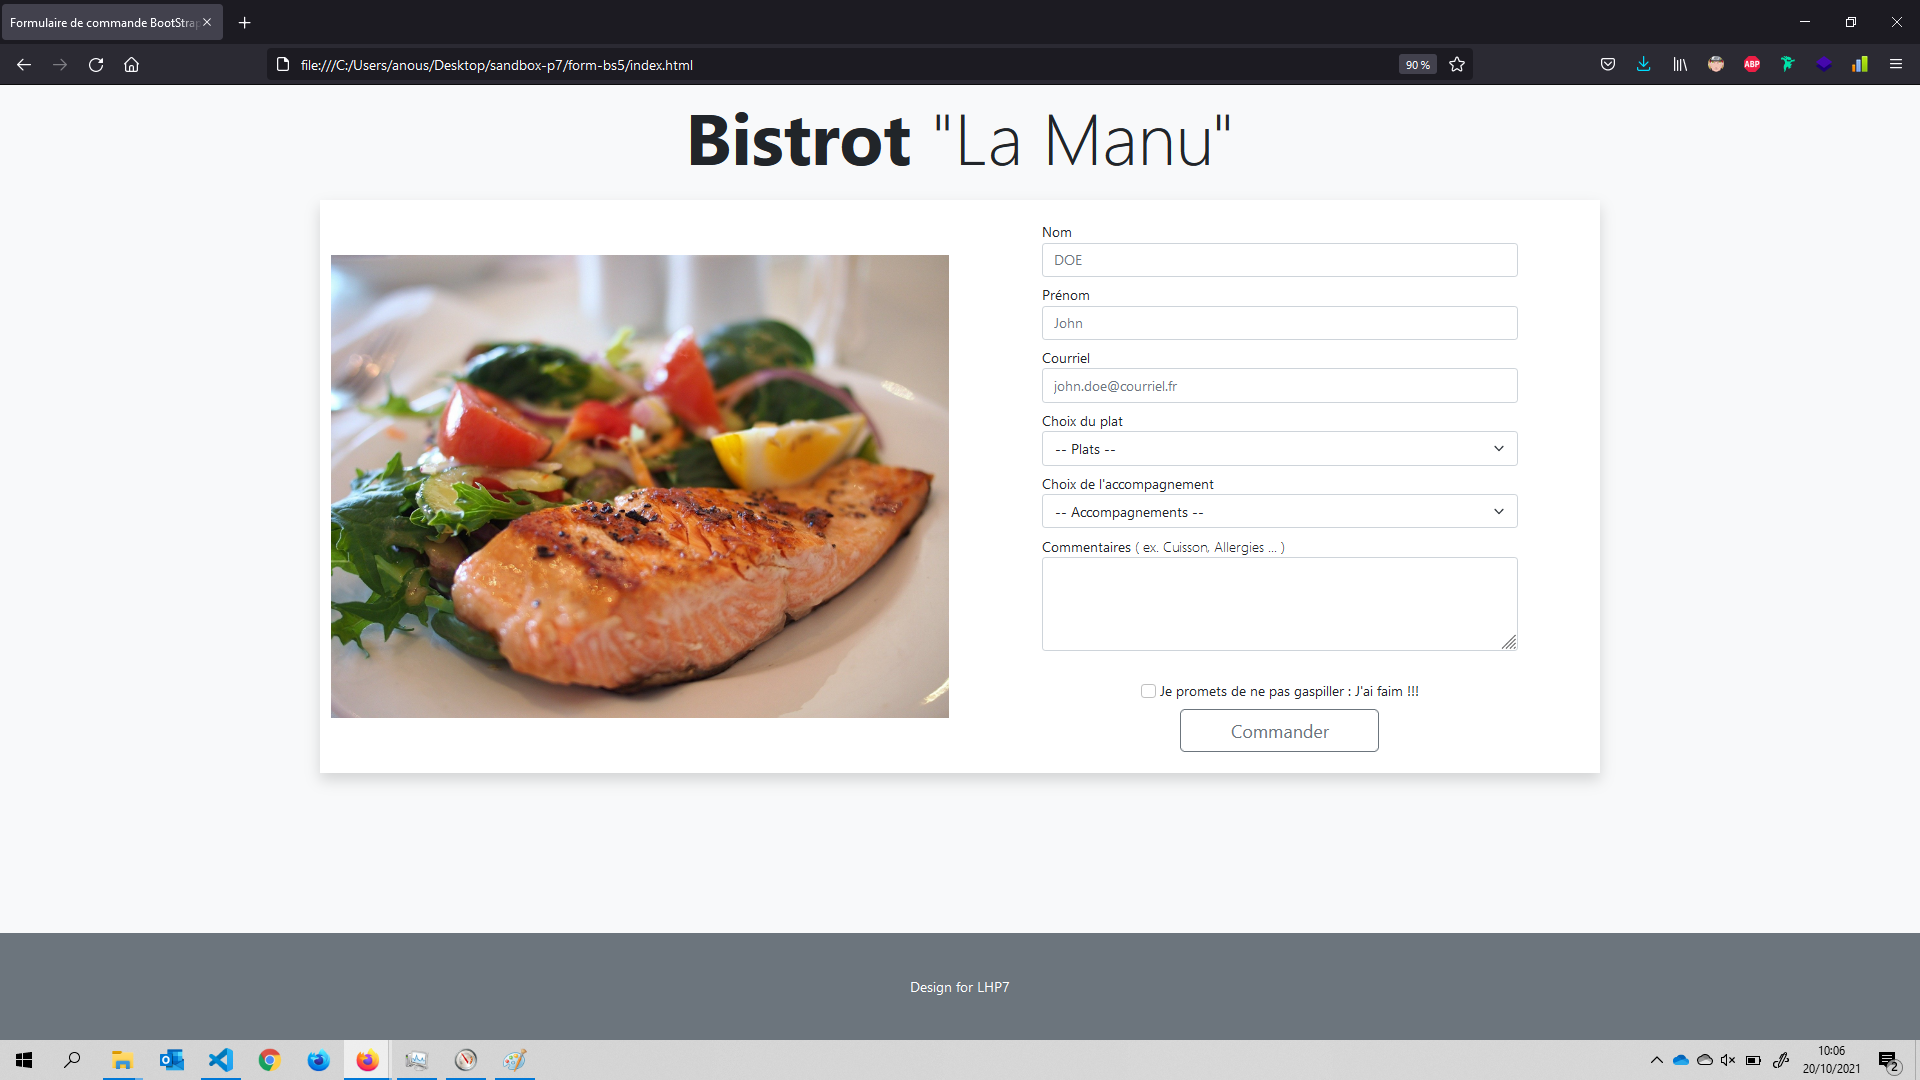 Formulaire de commande BootStrap
file:///C:/Users/anous/Desktop/sandbox-p7/form-bs5/index.html
90 %
ABP
Bistrot "La Manu"
Nom
DOE
Prénom
John
Courriel
john.doe@courriel.fr
Choix du plat
-- Plats --
Choix de l'accompagnement
-- Accompagnements --
Commentaires ( ex. Cuisson, Allergies ... )
Je promets de ne pas gaspiller : J'ai faim !!!
Commander
Design for LHP7
10:06
20/10/2021
2